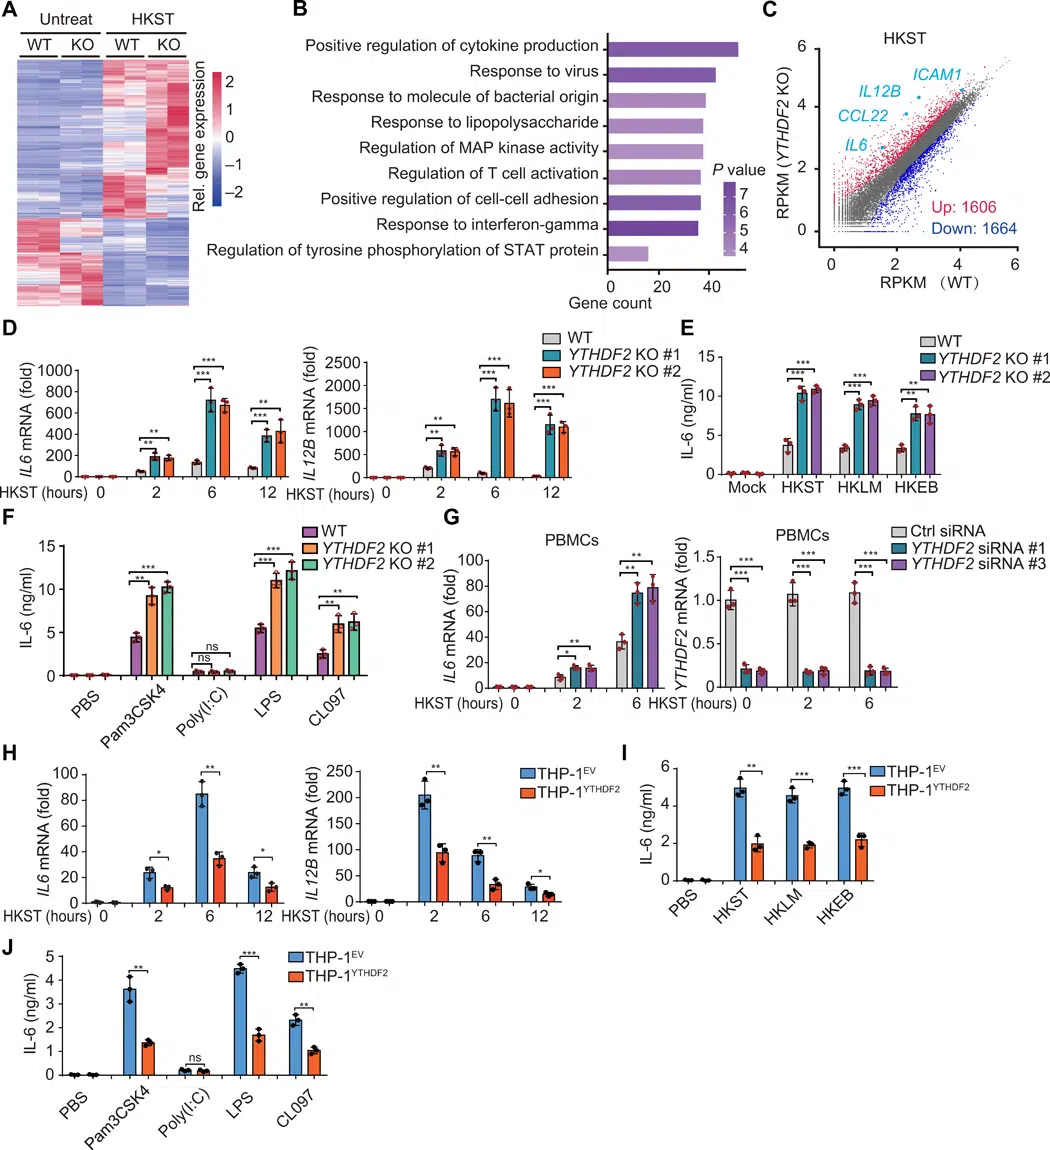 A
Untreat HKST
WT KO WT KO
Rel. gene expression
2
1
0
–1
–2
B
Positive regulation of cytokine production
Response to virus
Response to molecule of bacterial origin
Response to lipopolysaccharide
Regulation of MAP kinase activity
Regulation of T cell activation
Positive regulation of cell-cell adhesion
Response to interferon-gamma
Regulation of tyrosine phosphorylation of STAT protein
0 20 40
Gene count
P value
7
6
5
4
C
HKST
RPKM (YTHDF2 KO)
6
4
2
0
ICAM1
IL12B
CCL22
IL6
Up: 1606
Down: 1664
0 2 4 6
RPKM (WT)
D
IL6 mRNA (fold)
1000
800
600
400
200
0
** ** *** *** *** **
HKST (hours) 0 2 6 12
IL12B mRNA (fold)
2500
2000
1500
1000
500
0
** ** *** *** *** ***
HKST (hours) 0 2 6 12
WT
YTHDF2 KO #1
YTHDF2 KO #2
E
IL-6 (ng/ml)
15
10
5
0
*** *** *** *** ** **
Mock HKST HKLM HKEB
WT
YTHDF2 KO #1
YTHDF2 KO #2
F
IL-6 (ng/ml)
15
10
5
0
** *** ns ns *** *** ** **
PBS Pam3CSK4 Poly(I:C) LPS CL097
WT
YTHDF2 KO #1
YTHDF2 KO #2
G
PBMCs
IL6 mRNA (fold)
100
80
60
40
20
0
* ** ** **
HKST (hours) 0 2 6
PBMCs
YTHDF2 mRNA (fold)
1.5
1.0
0.5
0
*** *** *** *** *** ***
HKST (hours) 0 2 6
Ctrl siRNA
YTHDF2 siRNA #1
YTHDF2 siRNA #3
H
IL6 mRNA (fold)
100
80
60
40
20
0
* ** *
HKST (hours) 0 2 6 12
IL12B mRNA (fold)
250
200
150
100
50
0
** ** *
HKST (hours) 0 2 6 12
THP-1EV
THP-1YTHDF2
I
IL-6 (ng/ml)
6
4
2
0
** *** ***
PBS HKST HKLM HKEB
THP-1EV
THP-1YTHDF2
J
IL-6 (ng/ml)
5
4
3
2
1
0
** ns *** **
PBS Pam3CSK4 Poly(I:C) LPS CL097
THP-1EV
THP-1YTHDF2